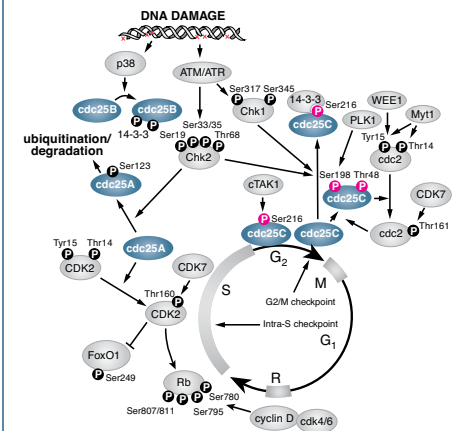 DNA DAMAGE
p38
ATM/ATR
cdc25B
cdc25B
P
P
14-3-3
Ser317
Ser345
P
P
Chk1
14-3-3
P
Ser216
cdc25C
WEE1
Myt1
PLK1
Tyr15
P
P
Thr14
cdc2
Ser33/35
Ser19
P
P
P
P
Thr68
Chk2
ubiquitination/
degradation
P
Ser123
cdc25A
cTAK1
P
Ser216
cdc25C
Ser198
Thr48
P
P
cdc25C
cdc25C
CDK7
cdc2
P
Thr161
Tyr15
Thr14
P
P
CDK2
cdc25A
CDK7
Thr160
P
CDK2
G2
M
S
G2/M checkpoint
Intra-S checkpoint
G1
FoxO1
P
Ser249
R
Rb
P
P
P
P
Ser780
Ser807/811
Ser795
cyclin D
cdk4/6